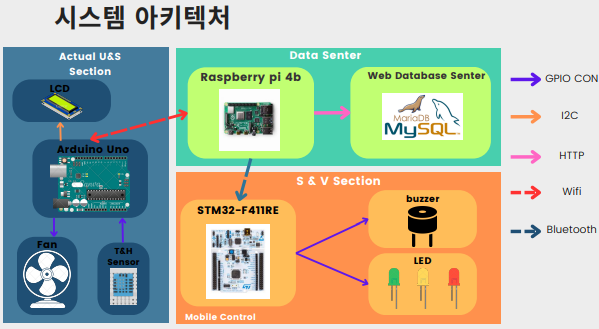 시스템 아키텍처
Actual U&S
Section
LCD
Arduino Uno
Fan
T&H
Sensor
Data Senter
Raspberry pi 4b
Web Database Senter
MariaDB
MySQL
S & V Section
STM32-F411RE
Mobile Control
buzzer
LED
GPIO CON
I2C
HTTP
Wifi
Bluetooth